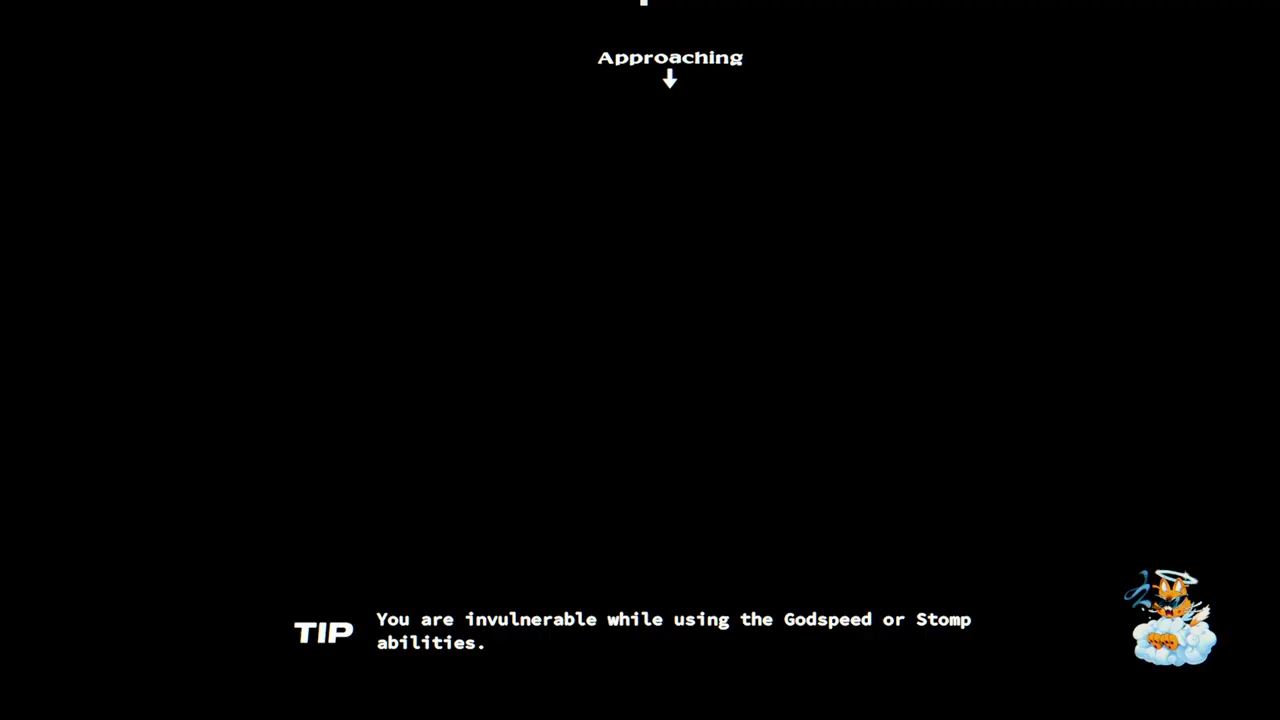 Approaching
TIP
You are invulnerable while using the Godspeed or Stomp
abilities.